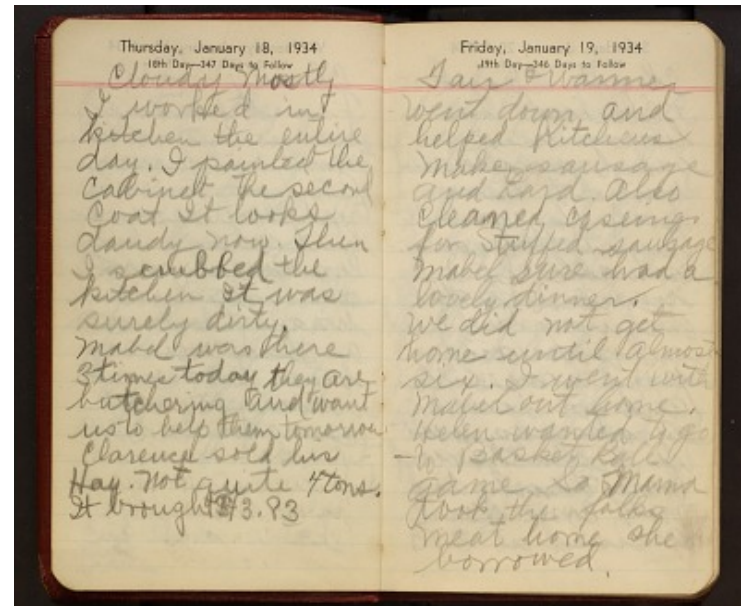 Thursday, January 18, 1934
18th Day—347 Days to Follow
Cloudy Mostly
I worked in
kitchen the entire
day. I painted the
Cabinet the second
Coat It looks
dandy now. Then
I scrubbed the
kitchen It was
surely dirty.
Mabel was there
3 times today they are
butchering and want
us to help them tomorrow
Clarence sold his
Hay. Not quite 4 tons.
It brought $43.83
Friday, January 19, 1934
19th Day—346 Days to Follow
Fair & Warmer
Went down and
helped Kitchens
Make sausage
and Lard. Also
Cleaned casings
for Stuffed sausage
Mabel sure had a
lovely dinner.
We did not get
home until almost
six. I went with
Mabel out home.
Helen wanted to go
to Basket Ball
game. So Mama
took the folks
meat home she
borrowed.